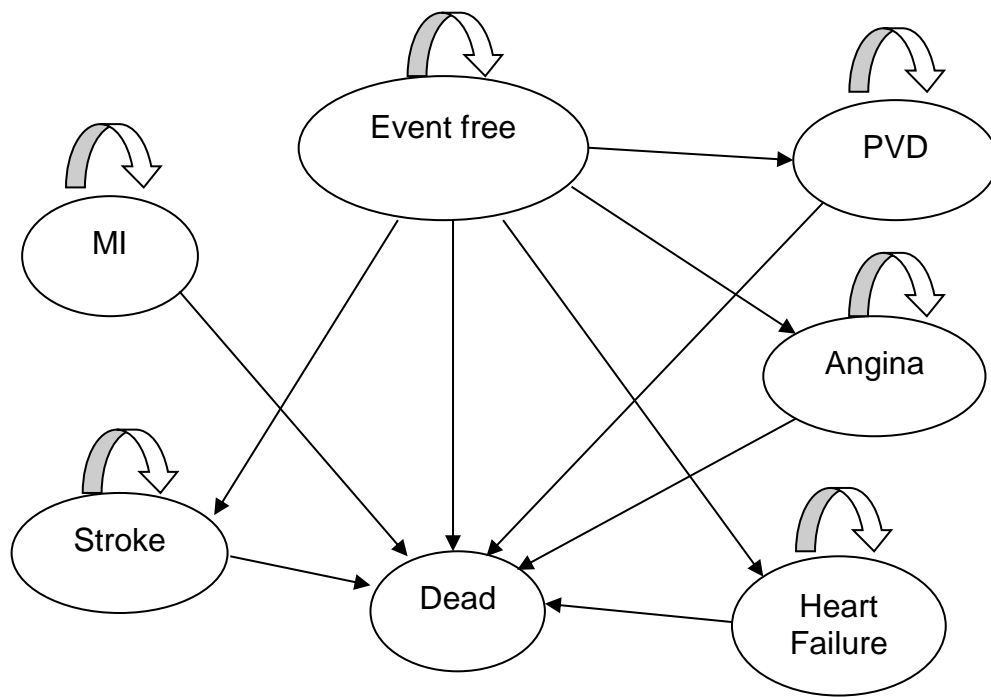 Event free
PVD
MI
Angina
Stroke
Dead
Heart
Failure